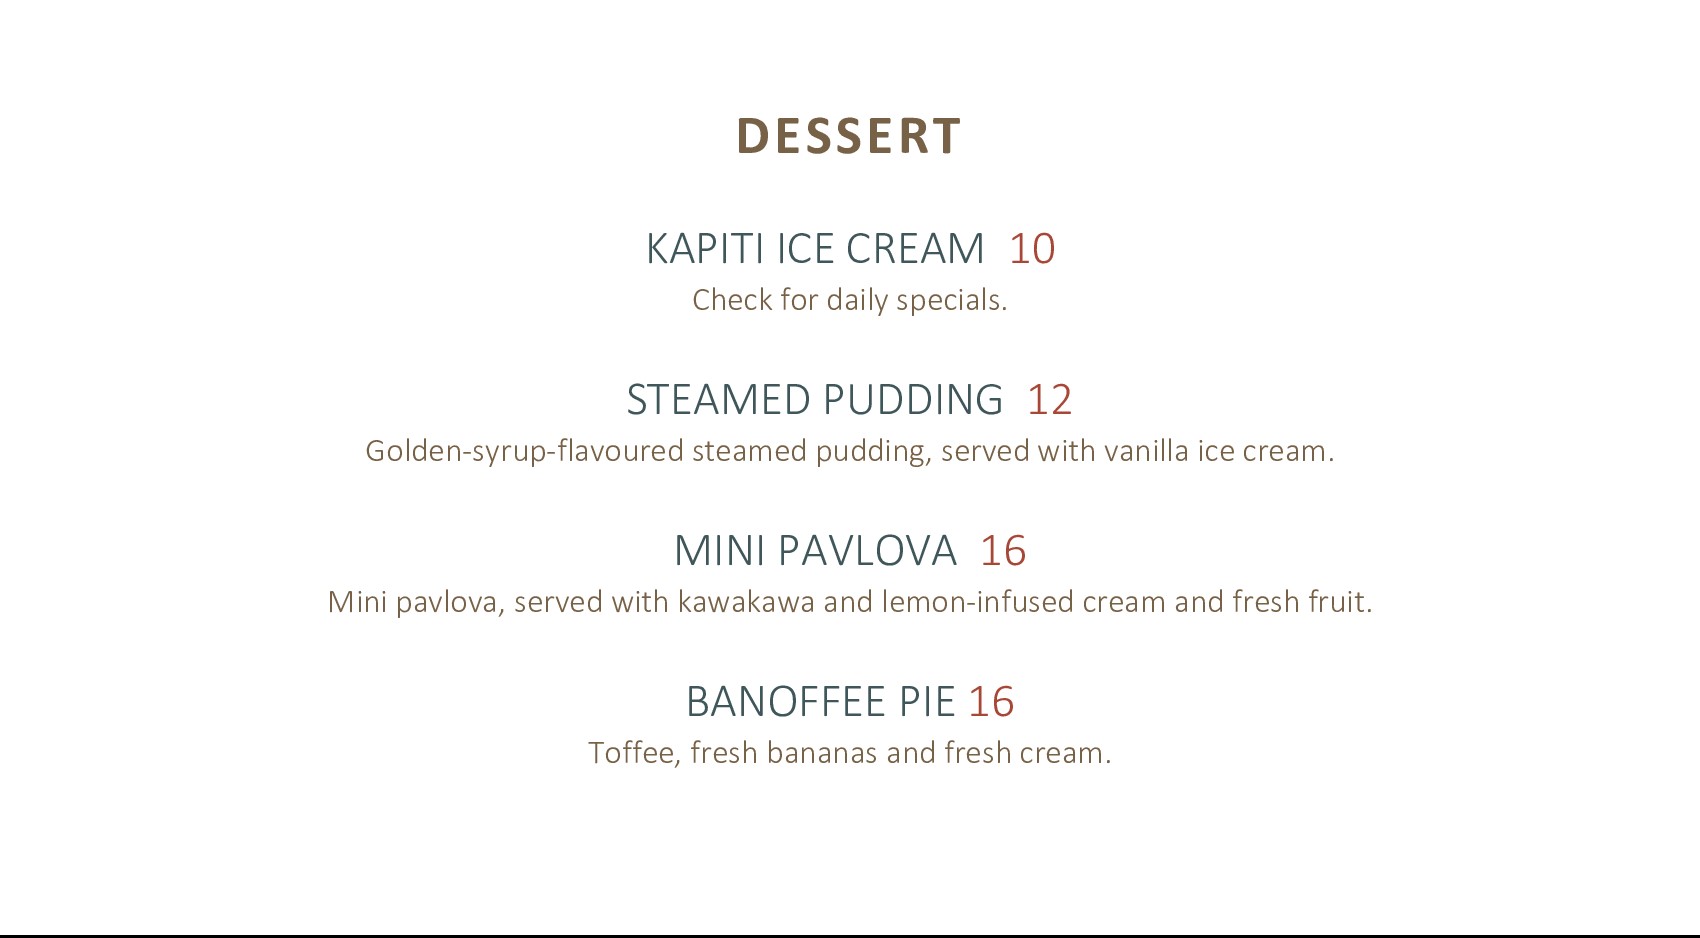 DESSERT
KAPITI ICE CREAM 10
Check for daily specials.
STEAMED PUDDING 12
Golden-syrup-flavoured steamed pudding, served with vanilla ice cream.
MINI PAVLOVA 16
Mini pavlova, served with kawakawa and lemon-infused cream and fresh fruit.
BANOFFEE PIE 16
Toffee, fresh bananas and fresh cream.